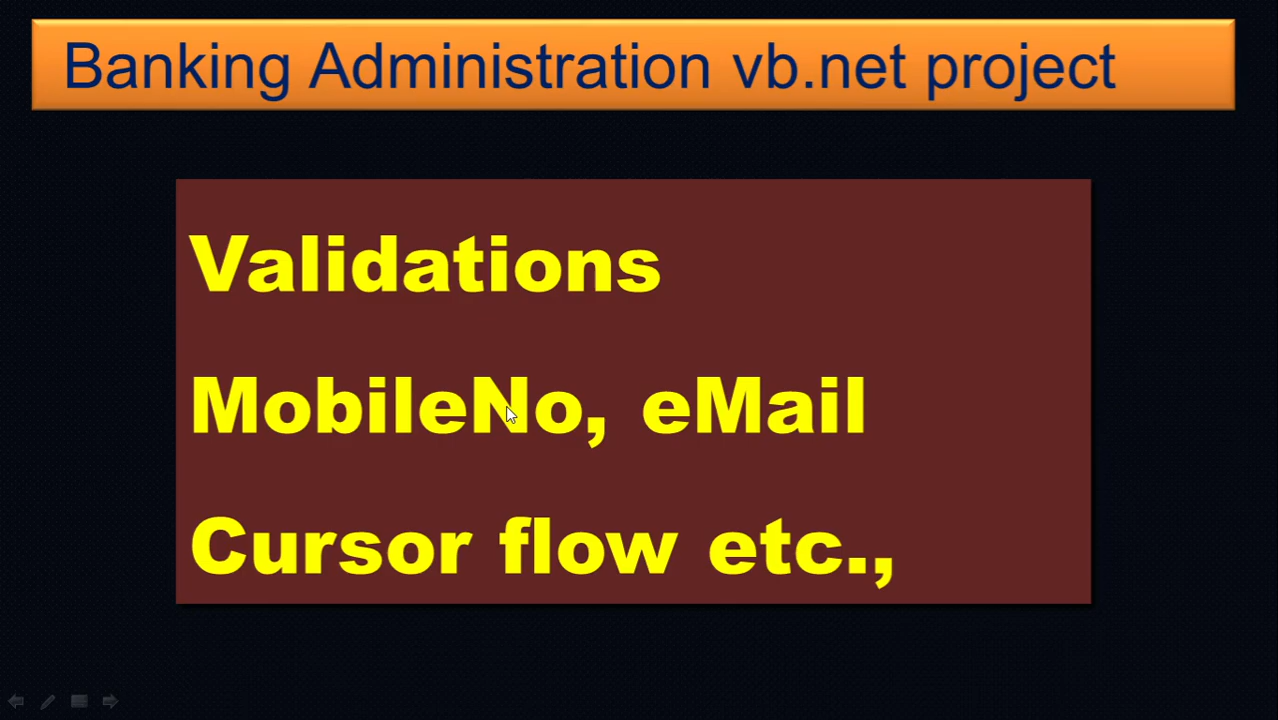 Banking Administration vb.net project
Validations
MobileNo, eMail
Cursor flow etc.,